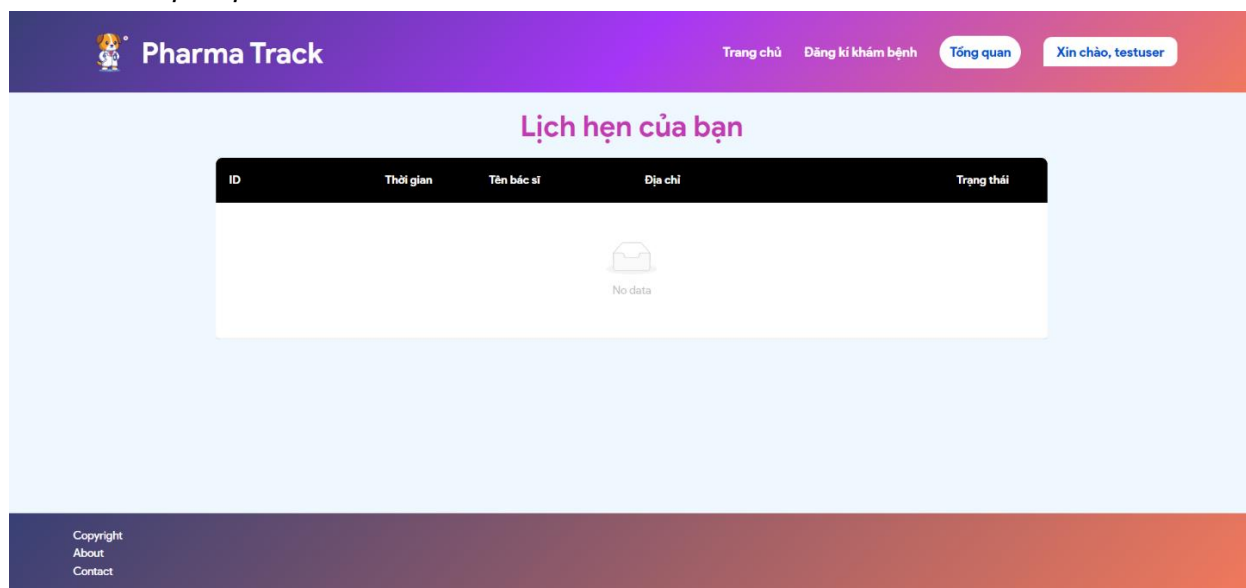 Pharma Track
Trang chủ Đăng kí khám bệnh Tổng quan Xin chào, testuser
Lịch hẹn của bạn
ID Thời gian Tên bác sĩ Địa chỉ Trạng thái
No data
Copyright
About
Contact